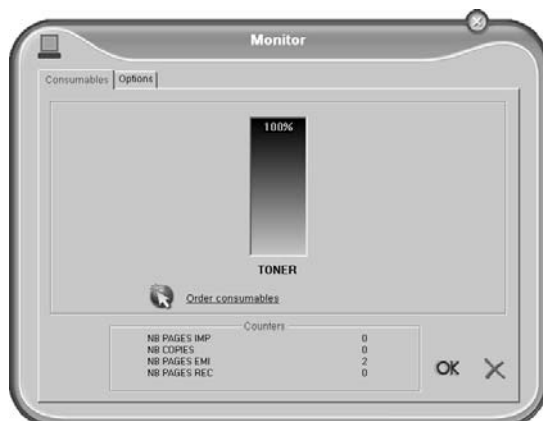 Monitor
Consumables Options
100%
TONER
Order consumables
Counters
NB PAGES IMP 0
NB COPIES 0
NB PAGES EMI 2
NB PAGES REC 0
OK